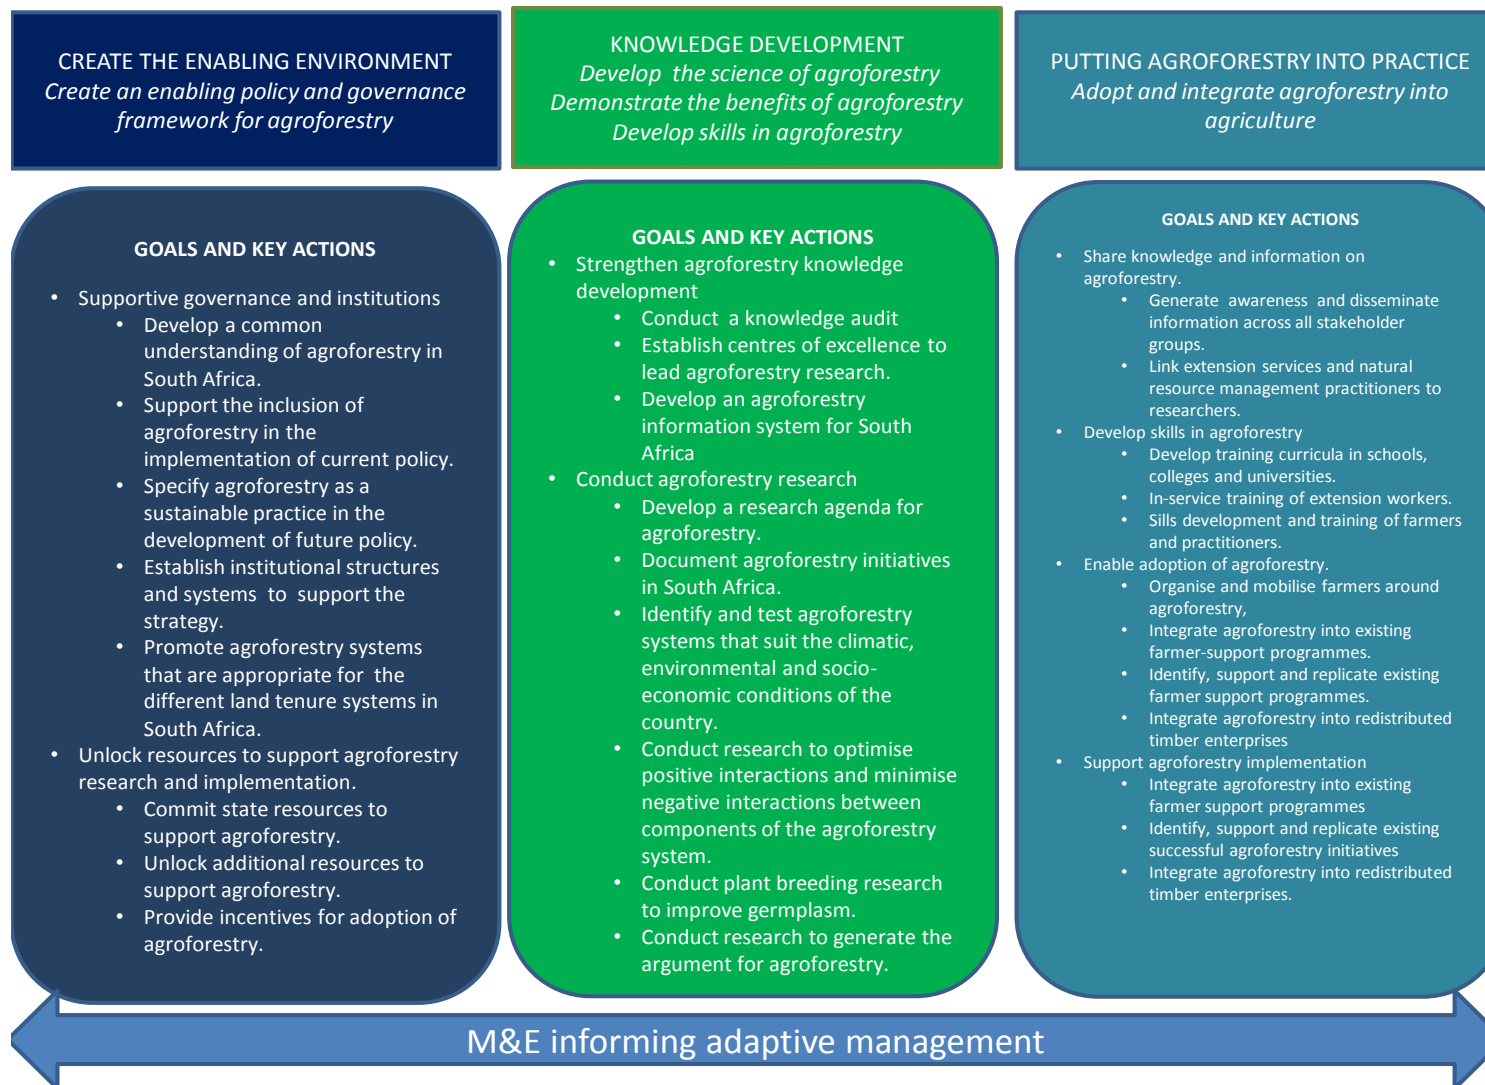 CREATE THE ENABLING ENVIRONMENT
Create an enabling policy and governance
framework for agroforestry
KNOWLEDGE DEVELOPMENT
Develop the science of agroforestry
Demonstrate the benefits of agroforestry
Develop skills in agroforestry
PUTTING AGROFORESTRY INTO PRACTICE
Adopt and integrate agroforestry into
agriculture
GOALS AND KEY ACTIONS
• Supportive governance and institutions
• Develop a common
understanding of agroforestry in
South Africa.
• Support the inclusion of
agroforestry in the
implementation of current policy.
• Specify agroforestry as a
sustainable practice in the
development of future policy.
• Establish institutional structures
and systems to support the
strategy.
• Promote agroforestry systems
that are appropriate for the
different land tenure systems in
South Africa.
• Unlock resources to support agroforestry
research and implementation.
• Commit state resources to
support agroforestry.
• Unlock additional resources to
support agroforestry.
• Provide incentives for adoption of
agroforestry.
GOALS AND KEY ACTIONS
• Strengthen agroforestry knowledge
development
• Conduct a knowledge audit
• Establish centres of excellence to
lead agroforestry research.
• Develop an agroforestry
information system for South
Africa
• Conduct agroforestry research
• Develop a research agenda for
agroforestry.
• Document agroforestry initiatives
in South Africa.
• Identify and test agroforestry
systems that suit the climatic,
environmental and socio-
economic conditions of the
country.
• Conduct research to optimise
positive interactions and minimise
negative interactions between
components of the agroforestry
system.
• Conduct plant breeding research
to improve germplasm.
• Conduct research to generate the
argument for agroforestry.
GOALS AND KEY ACTIONS
• Share knowledge and information on
agroforestry.
• Generate awareness and disseminate
information across all stakeholder
groups.
• Link extension services and natural
resource management practitioners to
researchers.
• Develop skills in agroforestry
• Develop training curricula in schools,
colleges and universities.
• In-service training of extension workers.
• Sills development and training of farmers
and practitioners.
• Enable adoption of agroforestry.
• Organise and mobilise farmers around
agroforestry,
• Integrate agroforestry into existing
farmer-support programmes.
• Identify, support and replicate existing
farmer support programmes.
• Integrate agroforestry into redistributed
timber enterprises
• Support agroforestry implementation
• Integrate agroforestry into existing
farmer support programmes
• Identify, support and replicate existing
successful agroforestry initiatives
• Integrate agroforestry into redistributed
timber enterprises.
M&E informing adaptive management